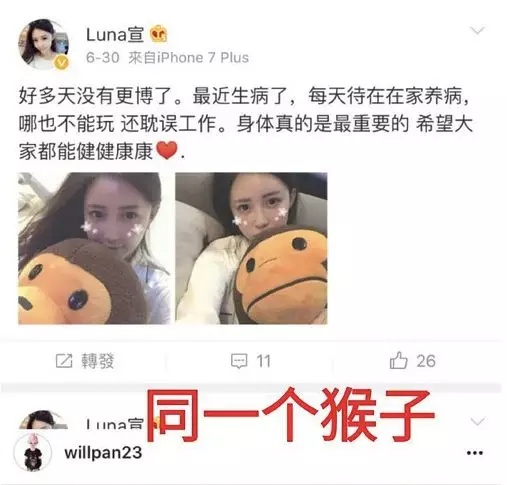 Luna宣
6-30 來自iPhone 7 Plus
好多天没有更博了。最近生病了，每天待在在家养病，
哪也不能玩 还耽误工作。身体真的是最重要的 希望大
家都能健健康康❤️.
轉發
11
26
Luna宣
同一个猴子
willpan23